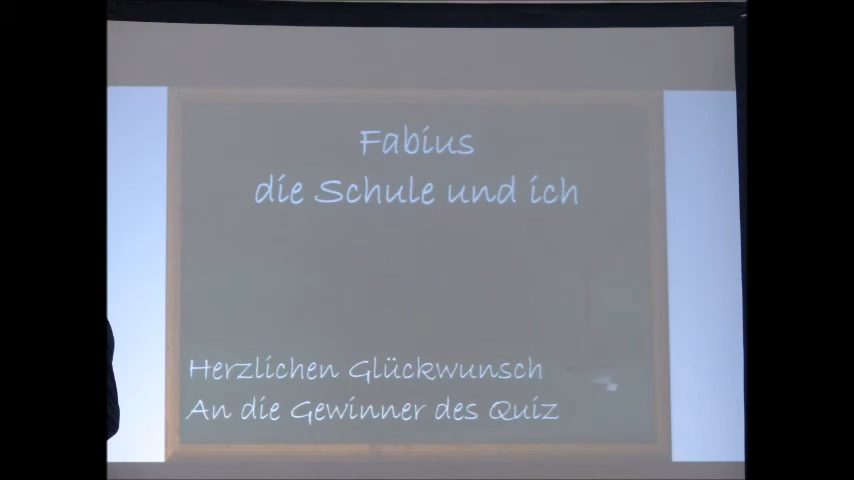 Fabius
die Schule und ich
Herzlichen Glückwunsch
An die Gewinner des Quiz